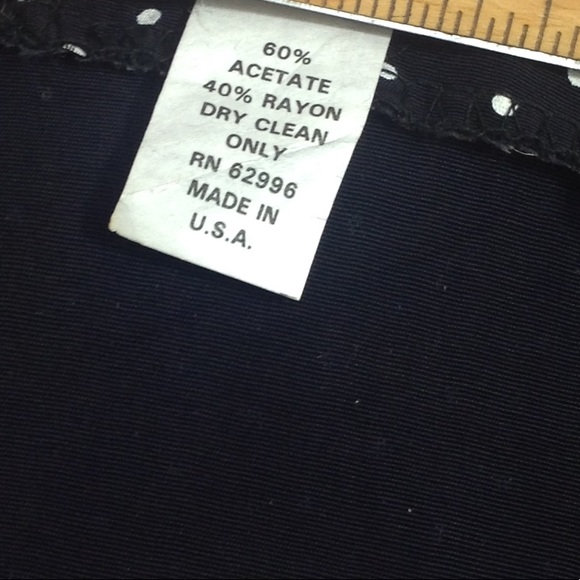 60%
ACETATE
40% RAYON
DRY CLEAN
ONLY
RN 62996
MADE IN
U.S.A.